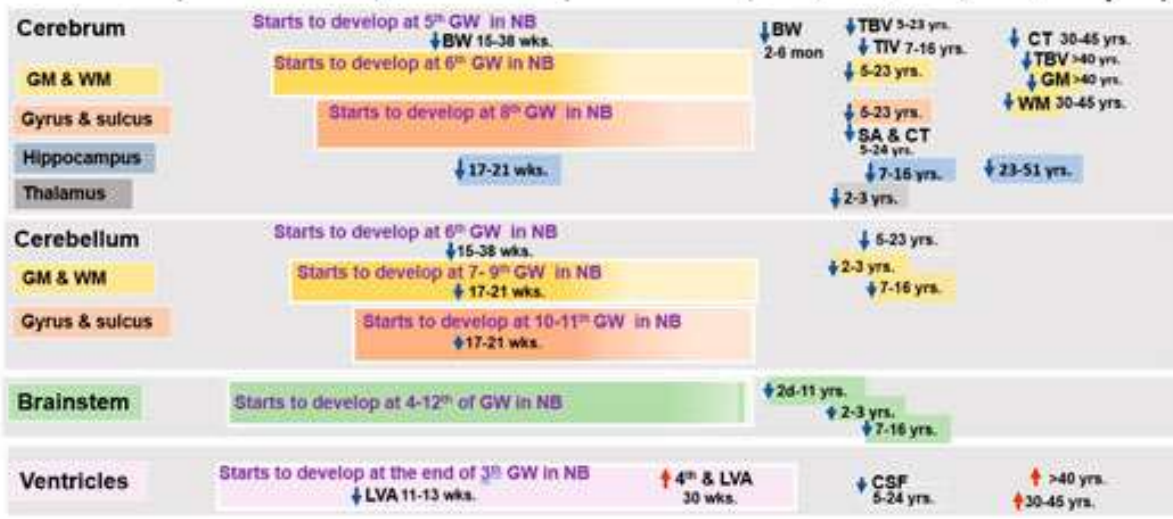 Cerebrum
Starts to develop at 5th GW in NB
↓BW 15-38 wks.
↓BW
2-6 mon
↓TBV 5-23 yrs.
↓ TIV 7-16 yrs.
↓ CT 30-45 yrs.
↓TBV >40 yrs.
GM & WM
Starts to develop at 6th GW in NB
↓ 5-23 yrs.
↓ GM >40 yrs.
↓ WM 30-45 yrs.
Gyrus & sulcus
Starts to develop at 8th GW in NB
↓ 5-23 yrs.
↓SA & CT
5-24 yrs.
Hippocampus
↓ 17-21 wks.
↓7-16 yrs.
↓ 23-51 yrs.
Thalamus
↓2-3 yrs.
Cerebellum
Starts to develop at 6th GW in NB
↓15-38 wks.
↓ 5-23 yrs.
GM & WM
Starts to develop at 7- 9th GW in NB
↓ 17-21 wks.
↓2-3 yrs.
↓7-16 yrs.
Gyrus & sulcus
Starts to develop at 10-11th GW in NB
17-21 wks.
Brainstem
Starts to develop at 4-12th of GW in NB
↓2d-11 yrs.
↓2-3 yrs.
↓7-16 yrs.
Ventricles
Starts to develop at the end of 3th GW in NB
↓LVA 11-13 wks.
↑ 4th & LVA
30 wks.
↓ CSF
5-24 yrs.
↑ >40 yrs.
↑30-45 yrs.